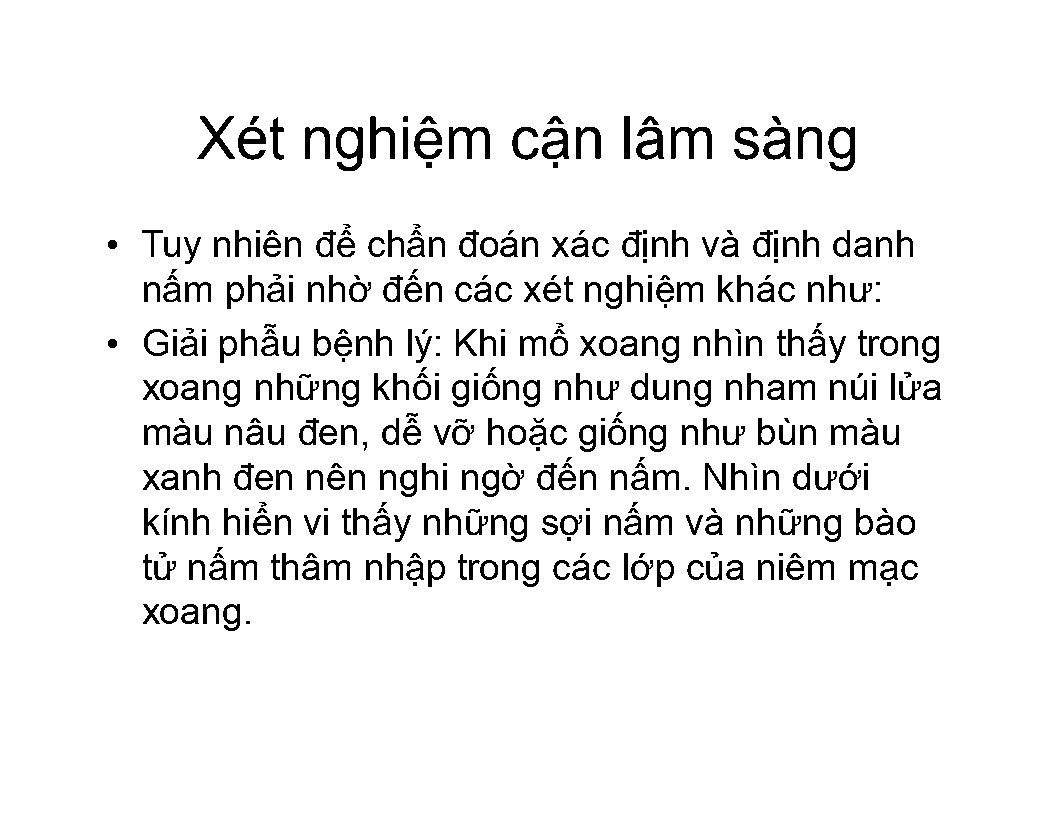 Xét nghiệm cận lâm sàng
• Tuy nhiên để chẩn đoán xác định và định danh
nấm phải nhờ đến các xét nghiệm khác như:
• Giải phẫu bệnh lý: Khi mổ xoang nhìn thấy trong
xoang những khối giống như dung nham núi lửa
màu nâu đen, dễ vỡ hoặc giống như bùn màu
xanh đen nên nghi ngờ đến nấm. Nhìn dưới
kính hiển vi thấy những sợi nấm và những bào
tử nấm thâm nhập trong các lớp của niêm mạc
xoang.